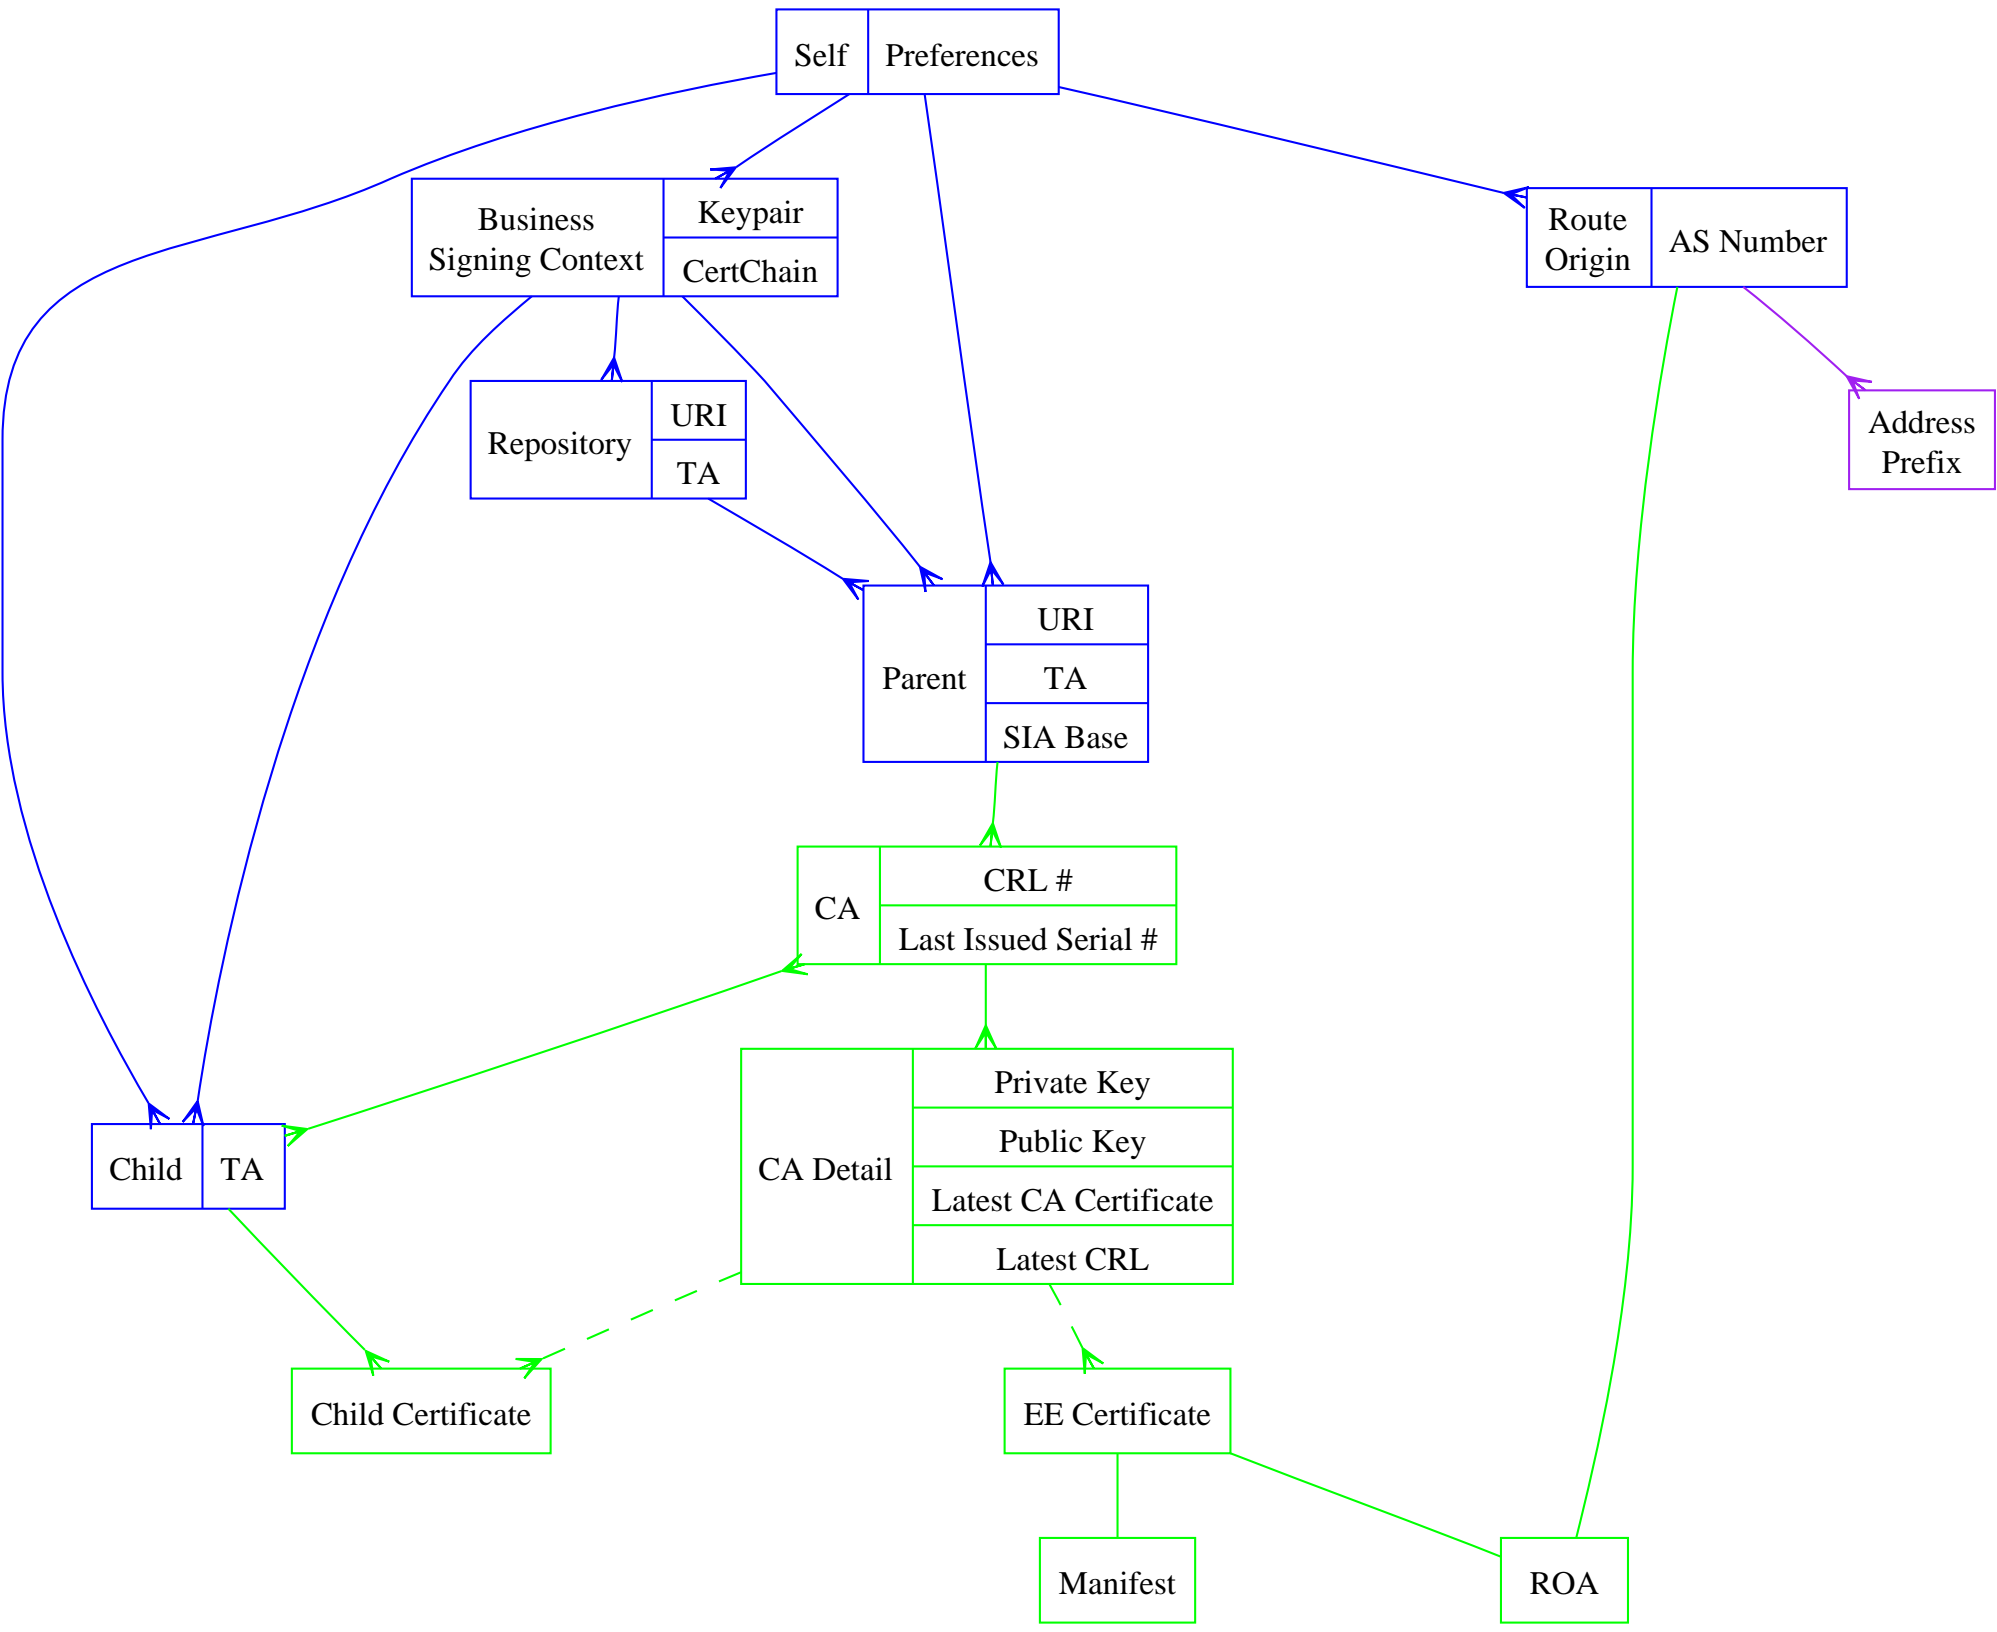 Self
Preferences
Business
Signing Context
Keypair
CertChain
Route
Origin
AS Number
Repository
URI
TA
Address
Prefix
Parent
URI
TA
SIA Base
CA
CRL #
Last Issued Serial #
Child
TA
CA Detail
Private Key
Public Key
Latest CA Certificate
Latest CRL
Child Certificate
EE Certificate
Manifest
ROA